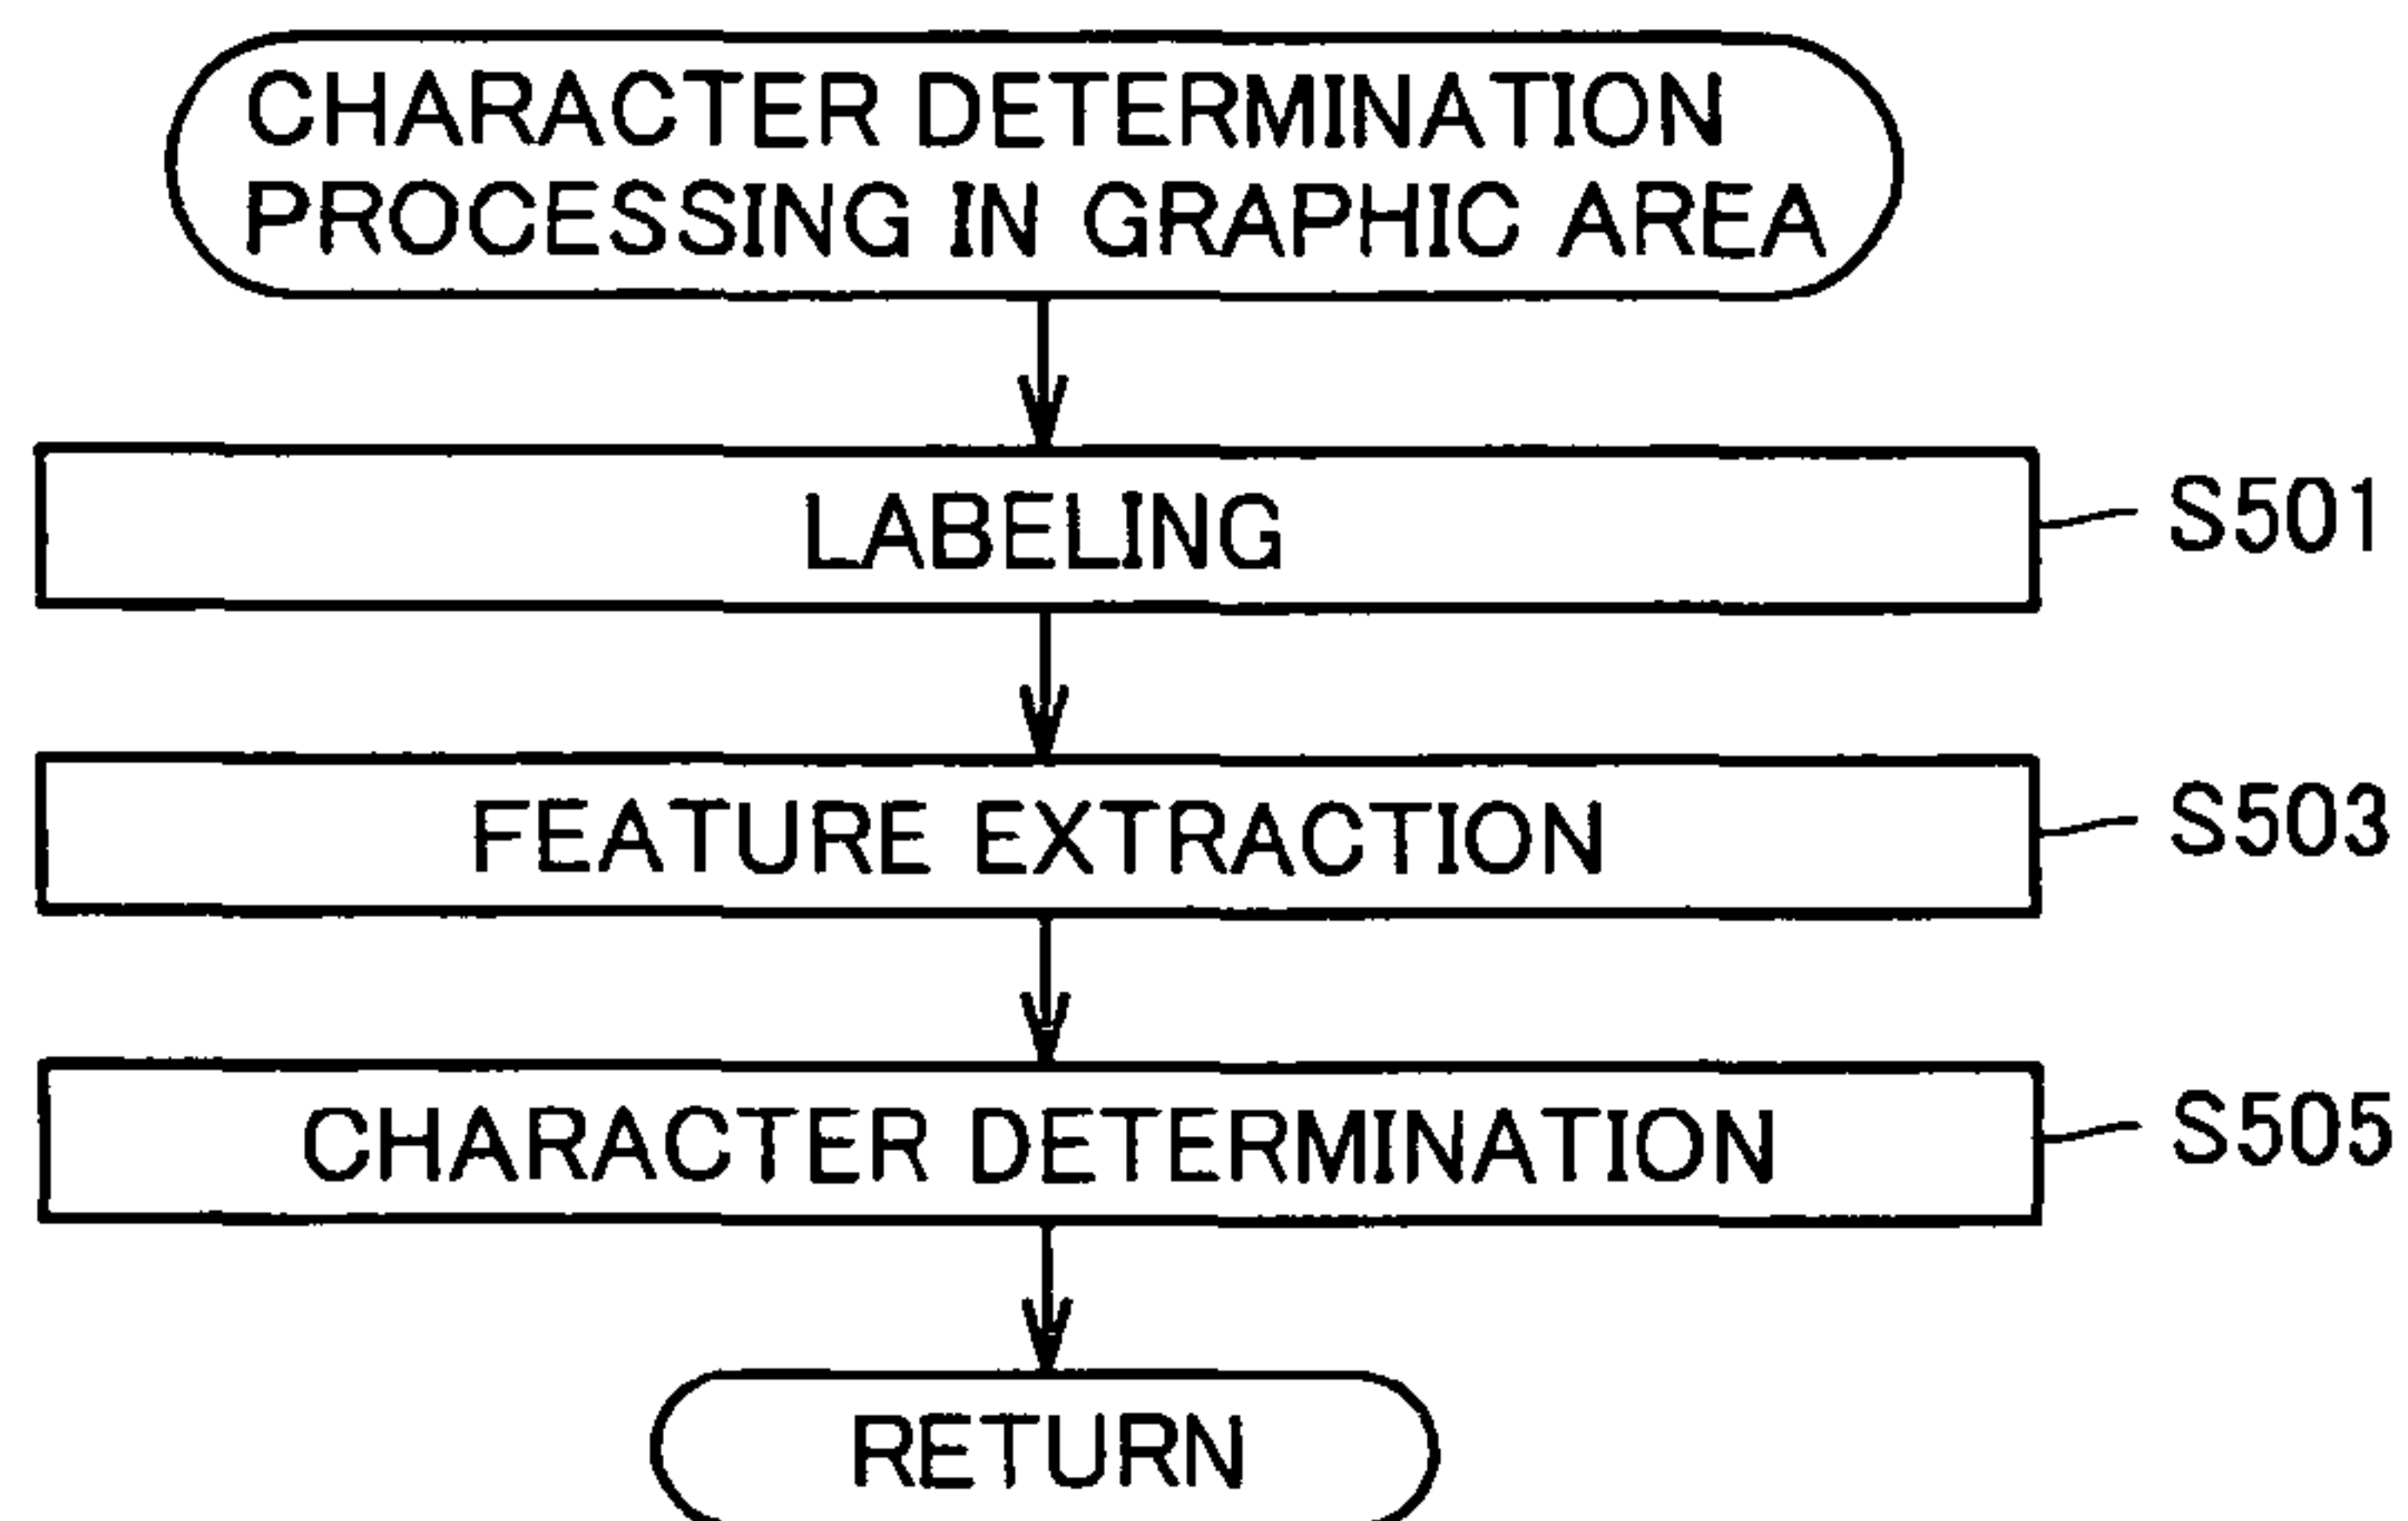 CHARACTER DETERMINATION
PROCESSING IN GRAPHIC AREA
LABELING
S501
FEATURE EXTRACTION
S503
CHARACTER DETERMINATION
S505
RETURN